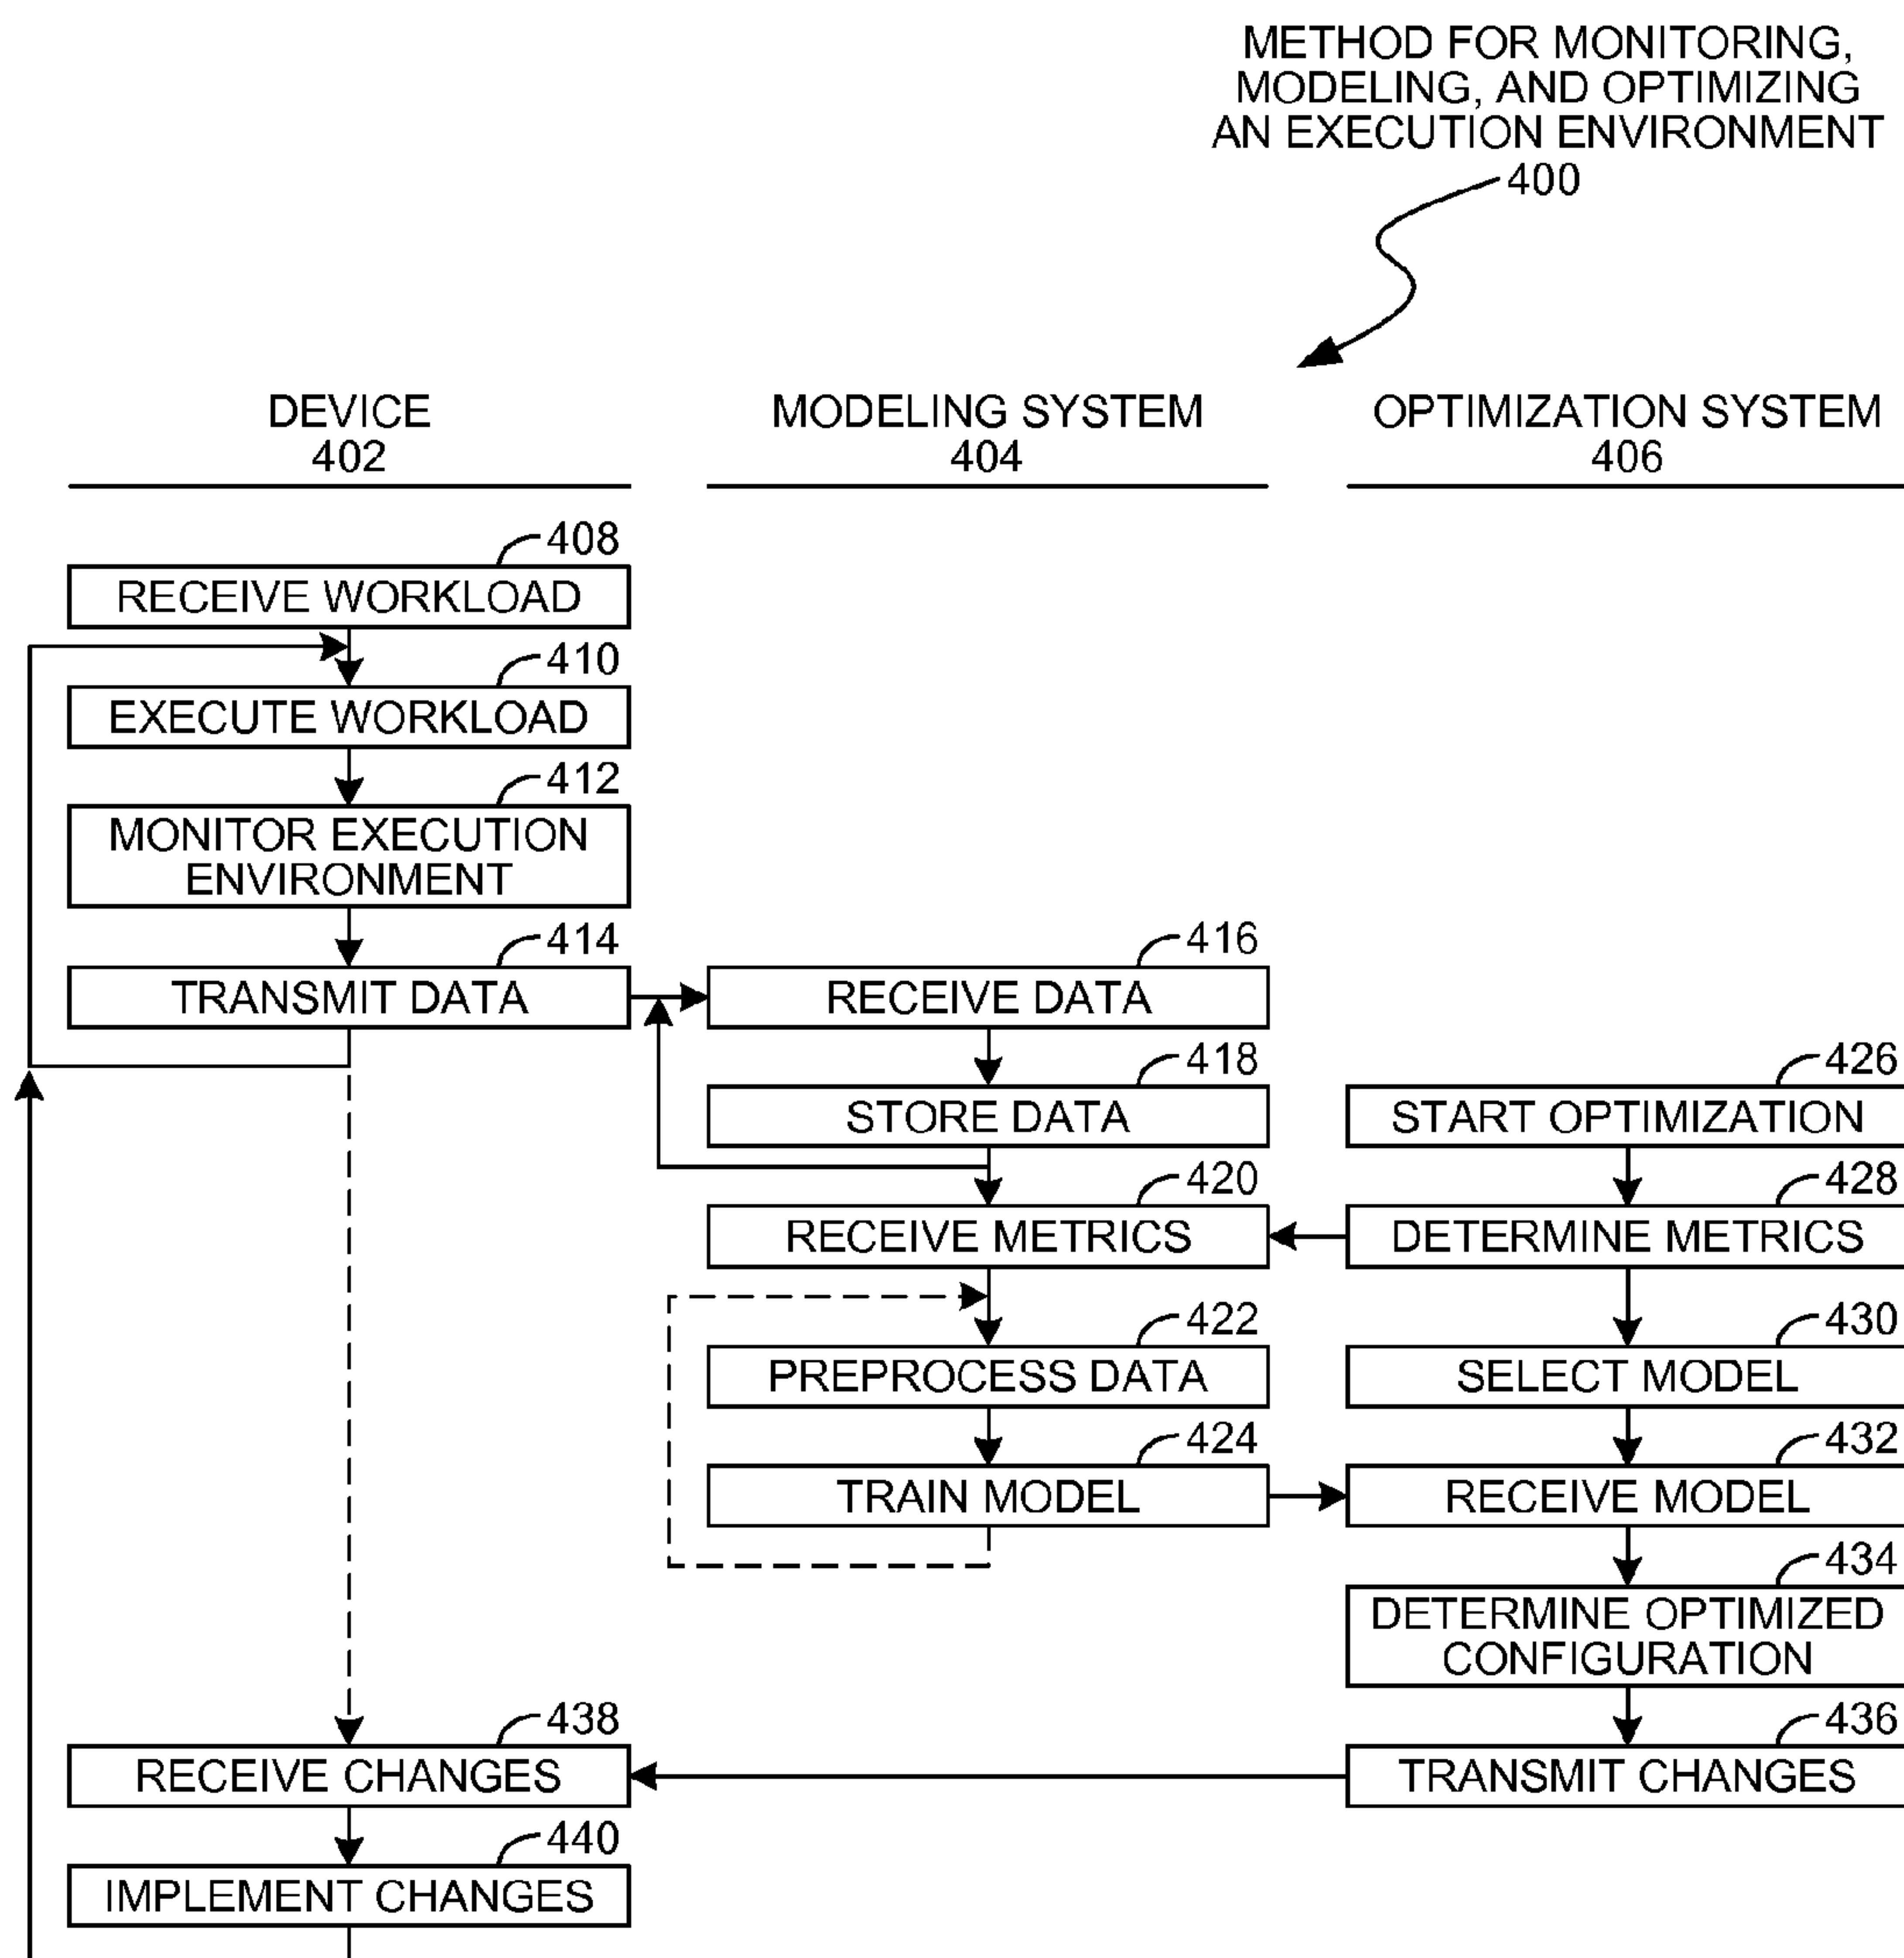 METHOD FOR MONITORING,
MODELING, AND OPTIMIZING
AN EXECUTION ENVIRONMENT
400
DEVICE
402
MODELING SYSTEM
404
OPTIMIZATION SYSTEM
406
408
RECEIVE WORKLOAD
410
EXECUTE WORKLOAD
412
MONITOR EXECUTION
ENVIRONMENT
414
TRANSMIT DATA
416
RECEIVE DATA
418
STORE DATA
420
RECEIVE METRICS
422
PREPROCESS DATA
424
TRAIN MODEL
426
START OPTIMIZATION
428
DETERMINE METRICS
430
SELECT MODEL
432
RECEIVE MODEL
434
DETERMINE OPTIMIZED
CONFIGURATION
436
TRANSMIT CHANGES
438
RECEIVE CHANGES
440
IMPLEMENT CHANGES